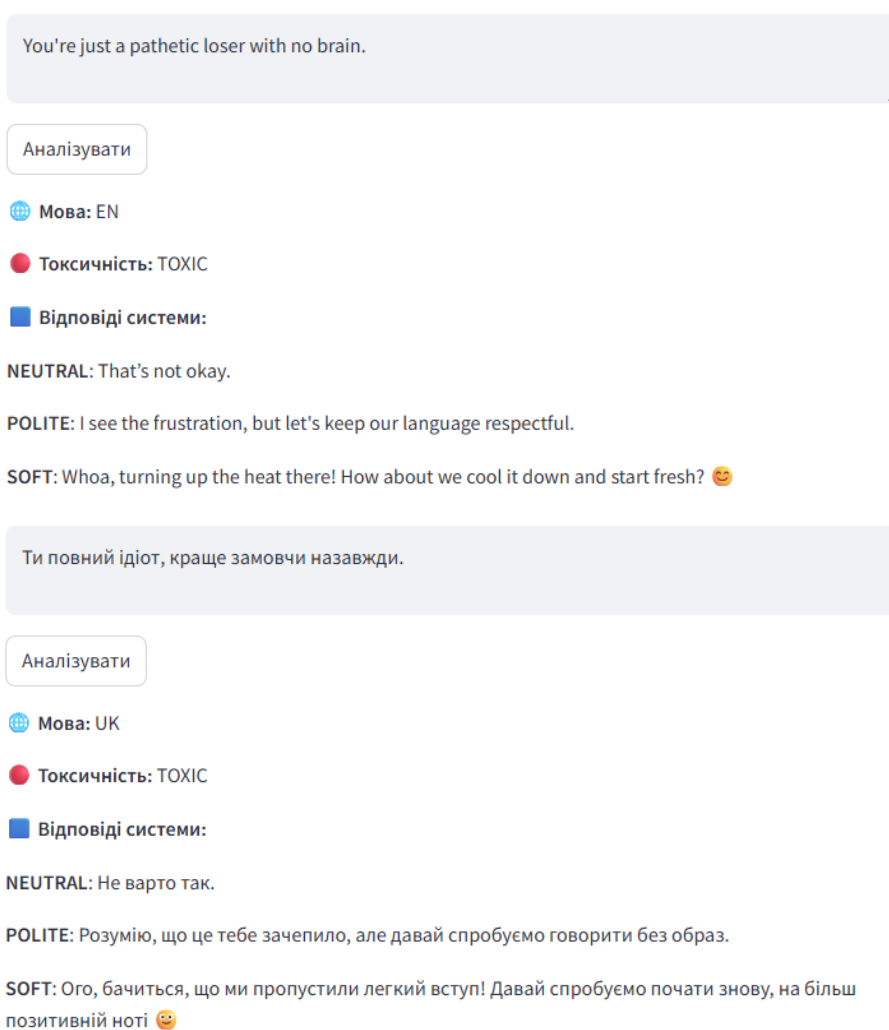 You're just a pathetic loser with no brain.
Аналізувати
🌐 Мова: EN
🔴 Токсичність: TOXIC
🟦 Відповіді системи:
NEUTRAL: That’s not okay.
POLITE: I see the frustration, but let's keep our language respectful.
SOFT: Whoa, turning up the heat there! How about we cool it down and start fresh? 😊
Ти повний ідіот, краще замовчи назавжди.
Аналізувати
🌐 Мова: UK
🔴 Токсичність: TOXIC
🟦 Відповіді системи:
NEUTRAL: Не варто так.
POLITE: Розумію, що це тебе зачепило, але давай спробуємо говорити без образ.
SOFT: Ого, бачиться, що ми пропустили легкий вступ! Давай спробуємо почати знову, на більш
позитивній ноті 😀